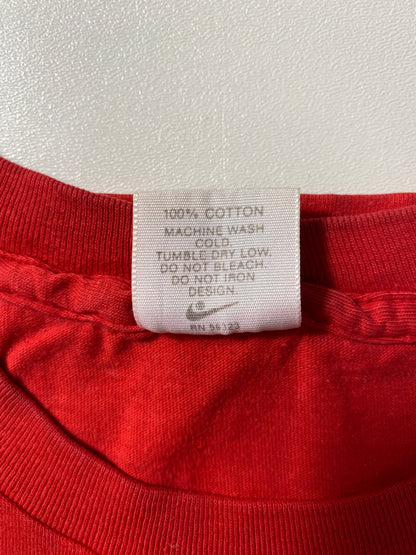 100% COTTON
MACHINE WASH
COLD.
TUMBLE DRY LOW.
DO NOT BLEACH.
DO NOT IRON
DESIGN.
RN 56323